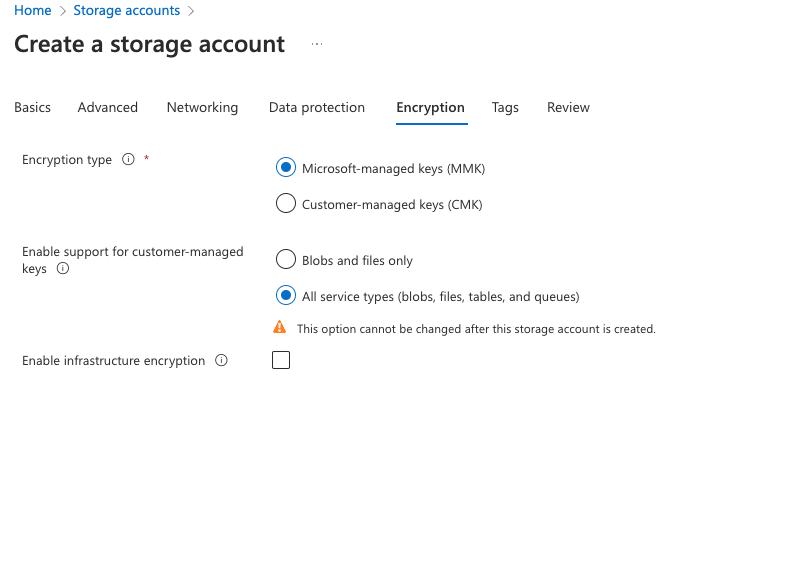 Home > Storage accounts >
Create a storage account ...
Basics Advanced Networking Data protection Encryption Tags Review
Encryption type *
Microsoft-managed keys (MMK)
Customer-managed keys (CMK)
Enable support for customer-managed
keys
Blobs and files only
All service types (blobs, files, tables, and queues)
This option cannot be changed after this storage account is created.
Enable infrastructure encryption